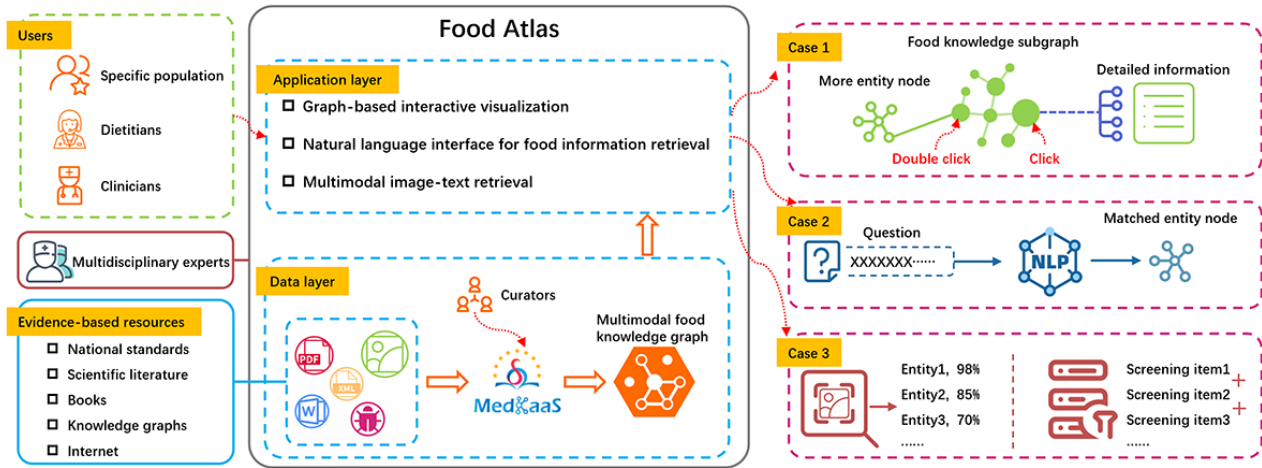 Food Atlas
Users
Specific population
Dietitians
Clinicians
Multidisciplinary experts
Evidence-based resources
National standards
Scientific literature
Books
Knowledge graphs
Internet
Application layer
Graph-based interactive visualization
Natural language interface for food information retrieval
Multimodal image-text retrieval
Data layer
PDF
XML
W
Curators
MedKaaS
Multimodal food
knowledge graph
Case 1
Food knowledge subgraph
More entity node
Detailed information
Double click
Click
Case 2
Question
?
XXXXXXX······
NLP
Matched entity node
Case 3
Entity1, 98%
Entity2, 85%
Entity3, 70%
······
Screening item1
+
Screening item2
+
Screening item3
······